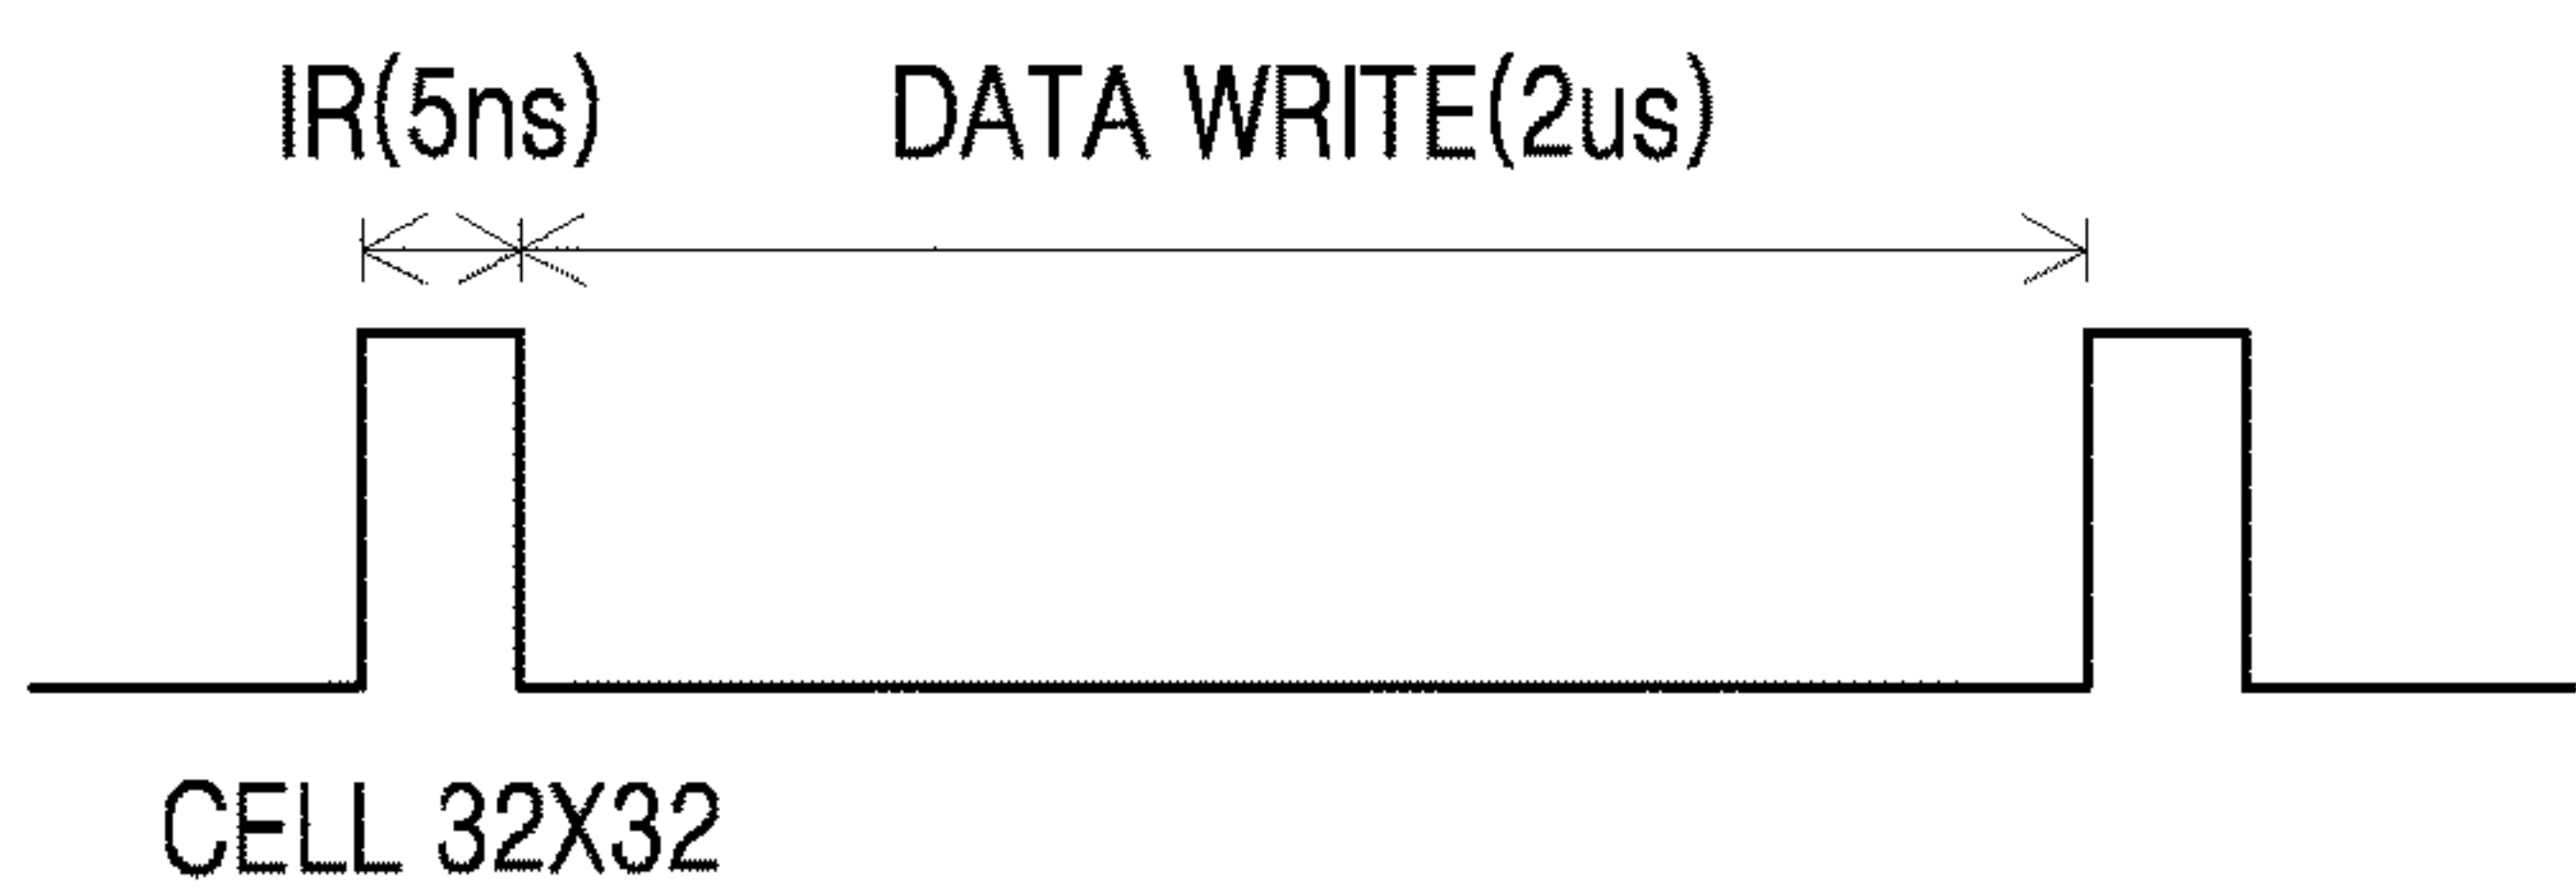 IR(5ns) DATA WRITE(2us)
CELL 32X32